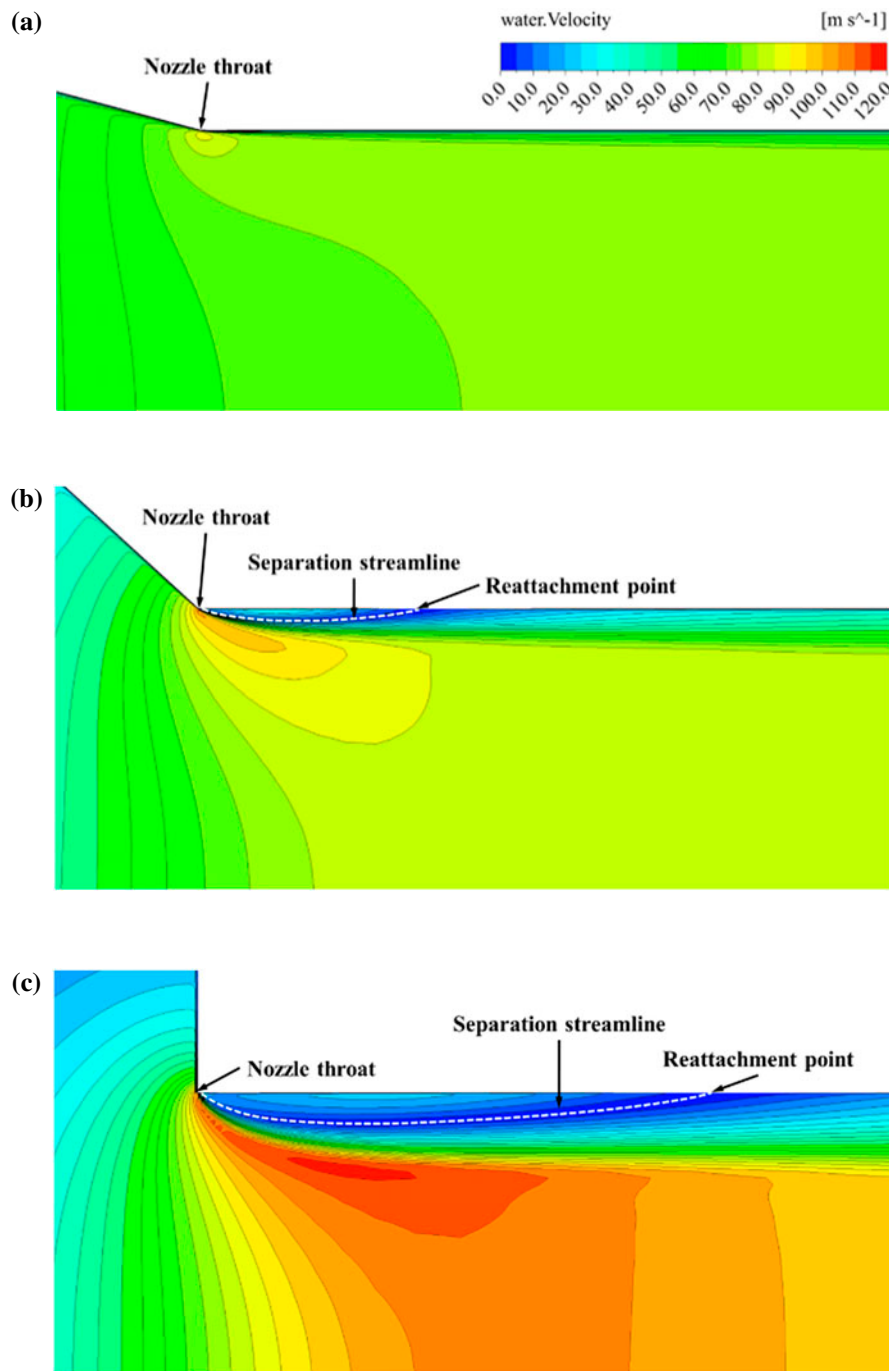 (a)
water.Velocity [m s^-1]
0.0 10.0 20.0 30.0 40.0 50.0 60.0 70.0 80.0 90.0 100.0 110.0 120.0
Nozzle throat
(b)
Nozzle throat
Separation streamline
Reattachment point
(c)
Separation streamline
Reattachment point
Nozzle throat